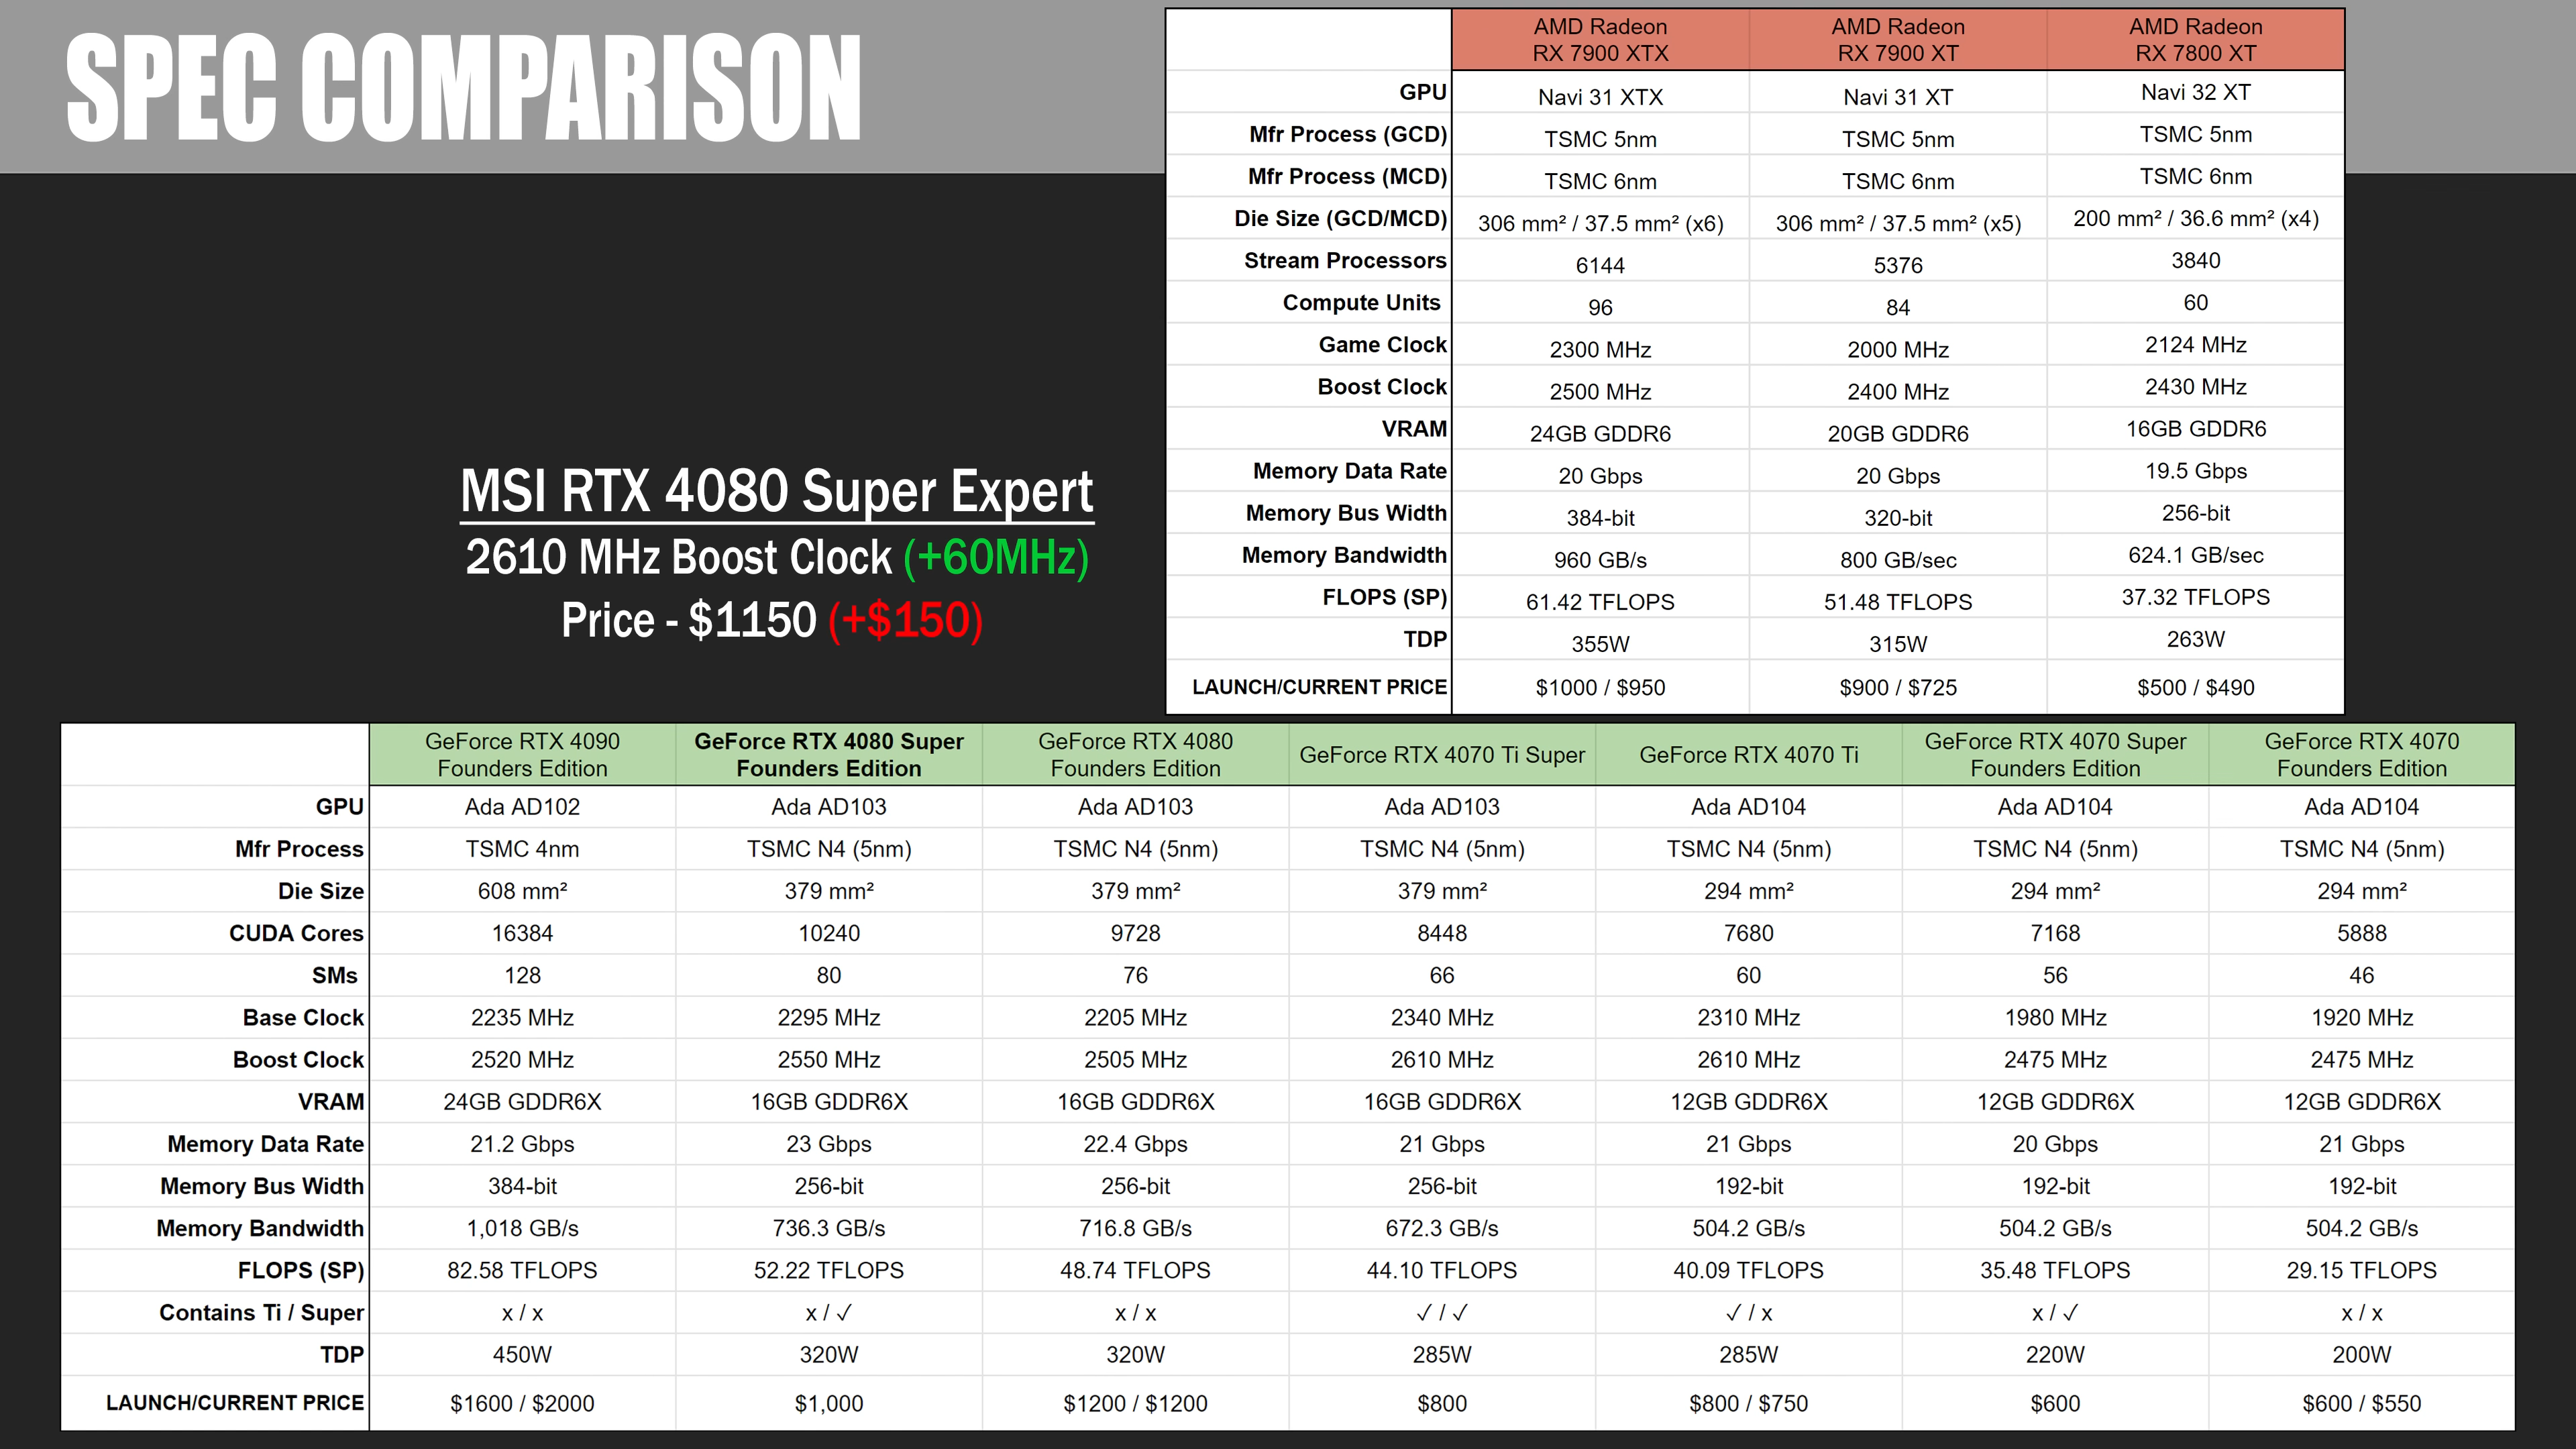 SPEC COMPARISON
AMD Radeon RX 7900 XTX | AMD Radeon RX 7900 XT | AMD Radeon RX 7800 XT
GPU | Navi 31 XTX | Navi 31 XT | Navi 32 XT
Mfr Process (GCD) | TSMC 5nm | TSMC 5nm | TSMC 5nm
Mfr Process (MCD) | TSMC 6nm | TSMC 6nm | TSMC 6nm
Die Size (GCD/MCD) | 306 mm² / 37.5 mm² (x6) | 306 mm² / 37.5 mm² (x5) | 200 mm² / 36.6 mm² (x4)
Stream Processors | 6144 | 5376 | 3840
Compute Units | 96 | 84 | 60
Game Clock | 2300 MHz | 2000 MHz | 2124 MHz
Boost Clock | 2500 MHz | 2400 MHz | 2430 MHz
VRAM | 24GB GDDR6 | 20GB GDDR6 | 16GB GDDR6
Memory Data Rate | 20 Gbps | 20 Gbps | 19.5 Gbps
Memory Bus Width | 384-bit | 320-bit | 256-bit
Memory Bandwidth | 960 GB/s | 800 GB/sec | 624.1 GB/sec
FLOPS (SP) | 61.42 TFLOPS | 51.48 TFLOPS | 37.32 TFLOPS
TDP | 355W | 315W | 263W
LAUNCH/CURRENT PRICE | $1000 / $950 | $900 / $725 | $500 / $490
MSI RTX 4080 Super Expert
2610 MHz Boost Clock (+60MHz)
Price - $1150 (+$150)
GeForce RTX 4090 Founders Edition | GeForce RTX 4080 Super Founders Edition | GeForce RTX 4080 Founders Edition | GeForce RTX 4070 Ti Super | GeForce RTX 4070 Ti | GeForce RTX 4070 Super Founders Edition | GeForce RTX 4070 Founders Edition
GPU | Ada AD102 | Ada AD103 | Ada AD103 | Ada AD103 | Ada AD104 | Ada AD104 | Ada AD104
Mfr Process | TSMC 4nm | TSMC N4 (5nm) | TSMC N4 (5nm) | TSMC N4 (5nm) | TSMC N4 (5nm) | TSMC N4 (5nm) | TSMC N4 (5nm)
Die Size | 608 mm² | 379 mm² | 379 mm² | 379 mm² | 294 mm² | 294 mm² | 294 mm²
CUDA Cores | 16384 | 10240 | 9728 | 8448 | 7680 | 7168 | 5888
SMs | 128 | 80 | 76 | 66 | 60 | 56 | 46
Base Clock | 2235 MHz | 2295 MHz | 2205 MHz | 2340 MHz | 2310 MHz | 1980 MHz | 1920 MHz
Boost Clock | 2520 MHz | 2550 MHz | 2505 MHz | 2610 MHz | 2610 MHz | 2475 MHz | 2475 MHz
VRAM | 24GB GDDR6X | 16GB GDDR6X | 16GB GDDR6X | 16GB GDDR6X | 12GB GDDR6X | 12GB GDDR6X | 12GB GDDR6X
Memory Data Rate | 21.2 Gbps | 23 Gbps | 22.4 Gbps | 21 Gbps | 21 Gbps | 20 Gbps | 21 Gbps
Memory Bus Width | 384-bit | 256-bit | 256-bit | 256-bit | 192-bit | 192-bit | 192-bit
Memory Bandwidth | 1,018 GB/s | 736.3 GB/s | 716.8 GB/s | 672.3 GB/s | 504.2 GB/s | 504.2 GB/s | 504.2 GB/s
FLOPS (SP) | 82.58 TFLOPS | 52.22 TFLOPS | 48.74 TFLOPS | 44.10 TFLOPS | 40.09 TFLOPS | 35.48 TFLOPS | 29.15 TFLOPS
Contains Ti / Super | x / x | x / ✓ | x / x | ✓ / ✓ | ✓ / x | x / ✓ | x / x
TDP | 450W | 320W | 320W | 285W | 285W | 220W | 200W
LAUNCH/CURRENT PRICE | $1600 / $2000 | $1,000 | $1200 / $1200 | $800 | $800 / $750 | $600 | $600 / $550